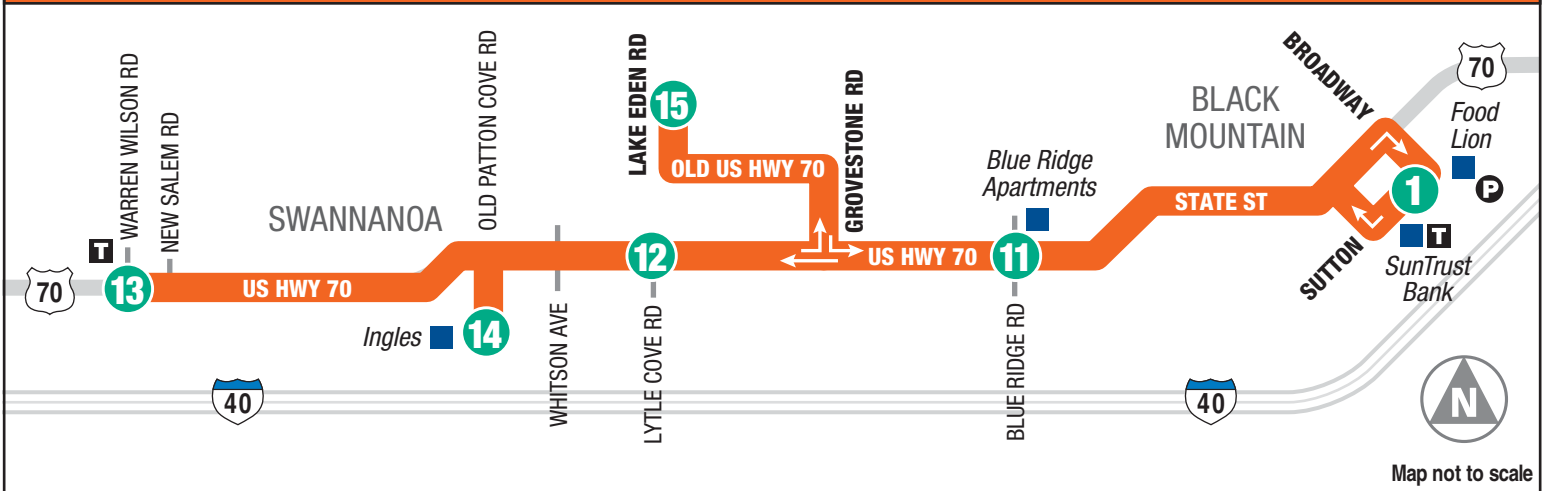 WARREN WILSON RD
NEW SALEM RD
OLD PATTON COVE RD
LAKE EDEN RD
15
OLD US HWY 70
GROVESTONE RD
Blue Ridge
Apartments
BLACK
MOUNTAIN
BROADWAY
70
Food
Lion
P
1
STATE ST
SUTTON
T
SunTrust
Bank
SWANNANOA
T
70
13
US HWY 70
12
US HWY 70
11
Ingles
14
WHITSON AVE
LYTLE COVE RD
BLUE RIDGE RD
40
40
N
Map not to scale